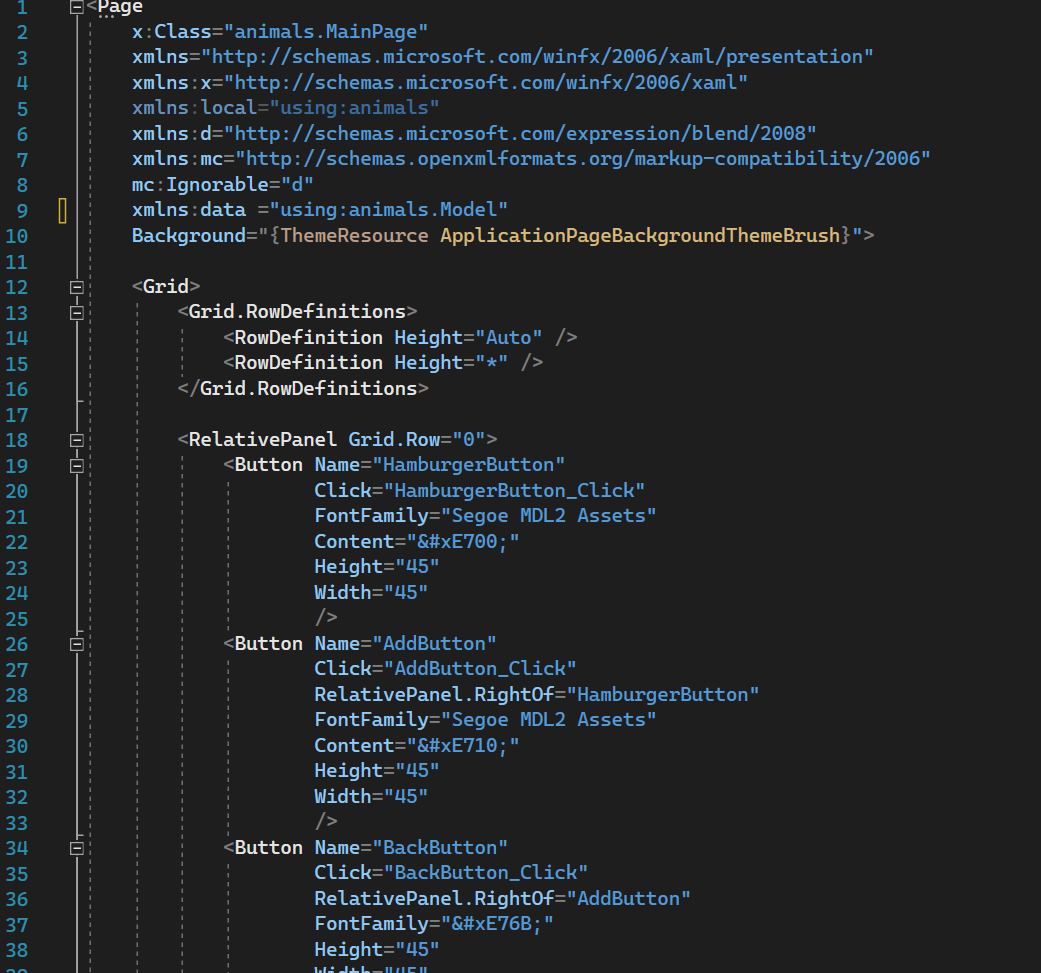 1 <Page
2 x:Class="animals.MainPage"
3 xmlns="http://schemas.microsoft.com/winfx/2006/xaml/presentation"
4 xmlns:x="http://schemas.microsoft.com/winfx/2006/xaml"
5 xmlns:local="using:animals"
6 xmlns:d="http://schemas.microsoft.com/expression/blend/2008"
7 xmlns:mc="http://schemas.openxmlformats.org/markup-compatibility/2006"
8 mc:Ignorable="d"
9 xmlns:data ="using:animals.Model"
10 Background="{ThemeResource ApplicationPageBackgroundThemeBrush}">
11
12 <Grid>
13 <Grid.RowDefinitions>
14 <RowDefinition Height="Auto" />
15 <RowDefinition Height="*" />
16 </Grid.RowDefinitions>
17
18 <RelativePanel Grid.Row="0">
19 <Button Name="HamburgerButton"
20 Click="HamburgerButton_Click"
21 FontFamily="Segoe MDL2 Assets"
22 Content="&#xE700;"
23 Height="45"
24 Width="45"
25 />
26 <Button Name="AddButton"
27 Click="AddButton_Click"
28 RelativePanel.RightOf="HamburgerButton"
29 FontFamily="Segoe MDL2 Assets"
30 Content="&#xE710;"
31 Height="45"
32 Width="45"
33 />
34 <Button Name="BackButton"
35 Click="BackButton_Click"
36 RelativePanel.RightOf="AddButton"
37 FontFamily="&#xE76B;"
38 Height="45"
39 Width="45"